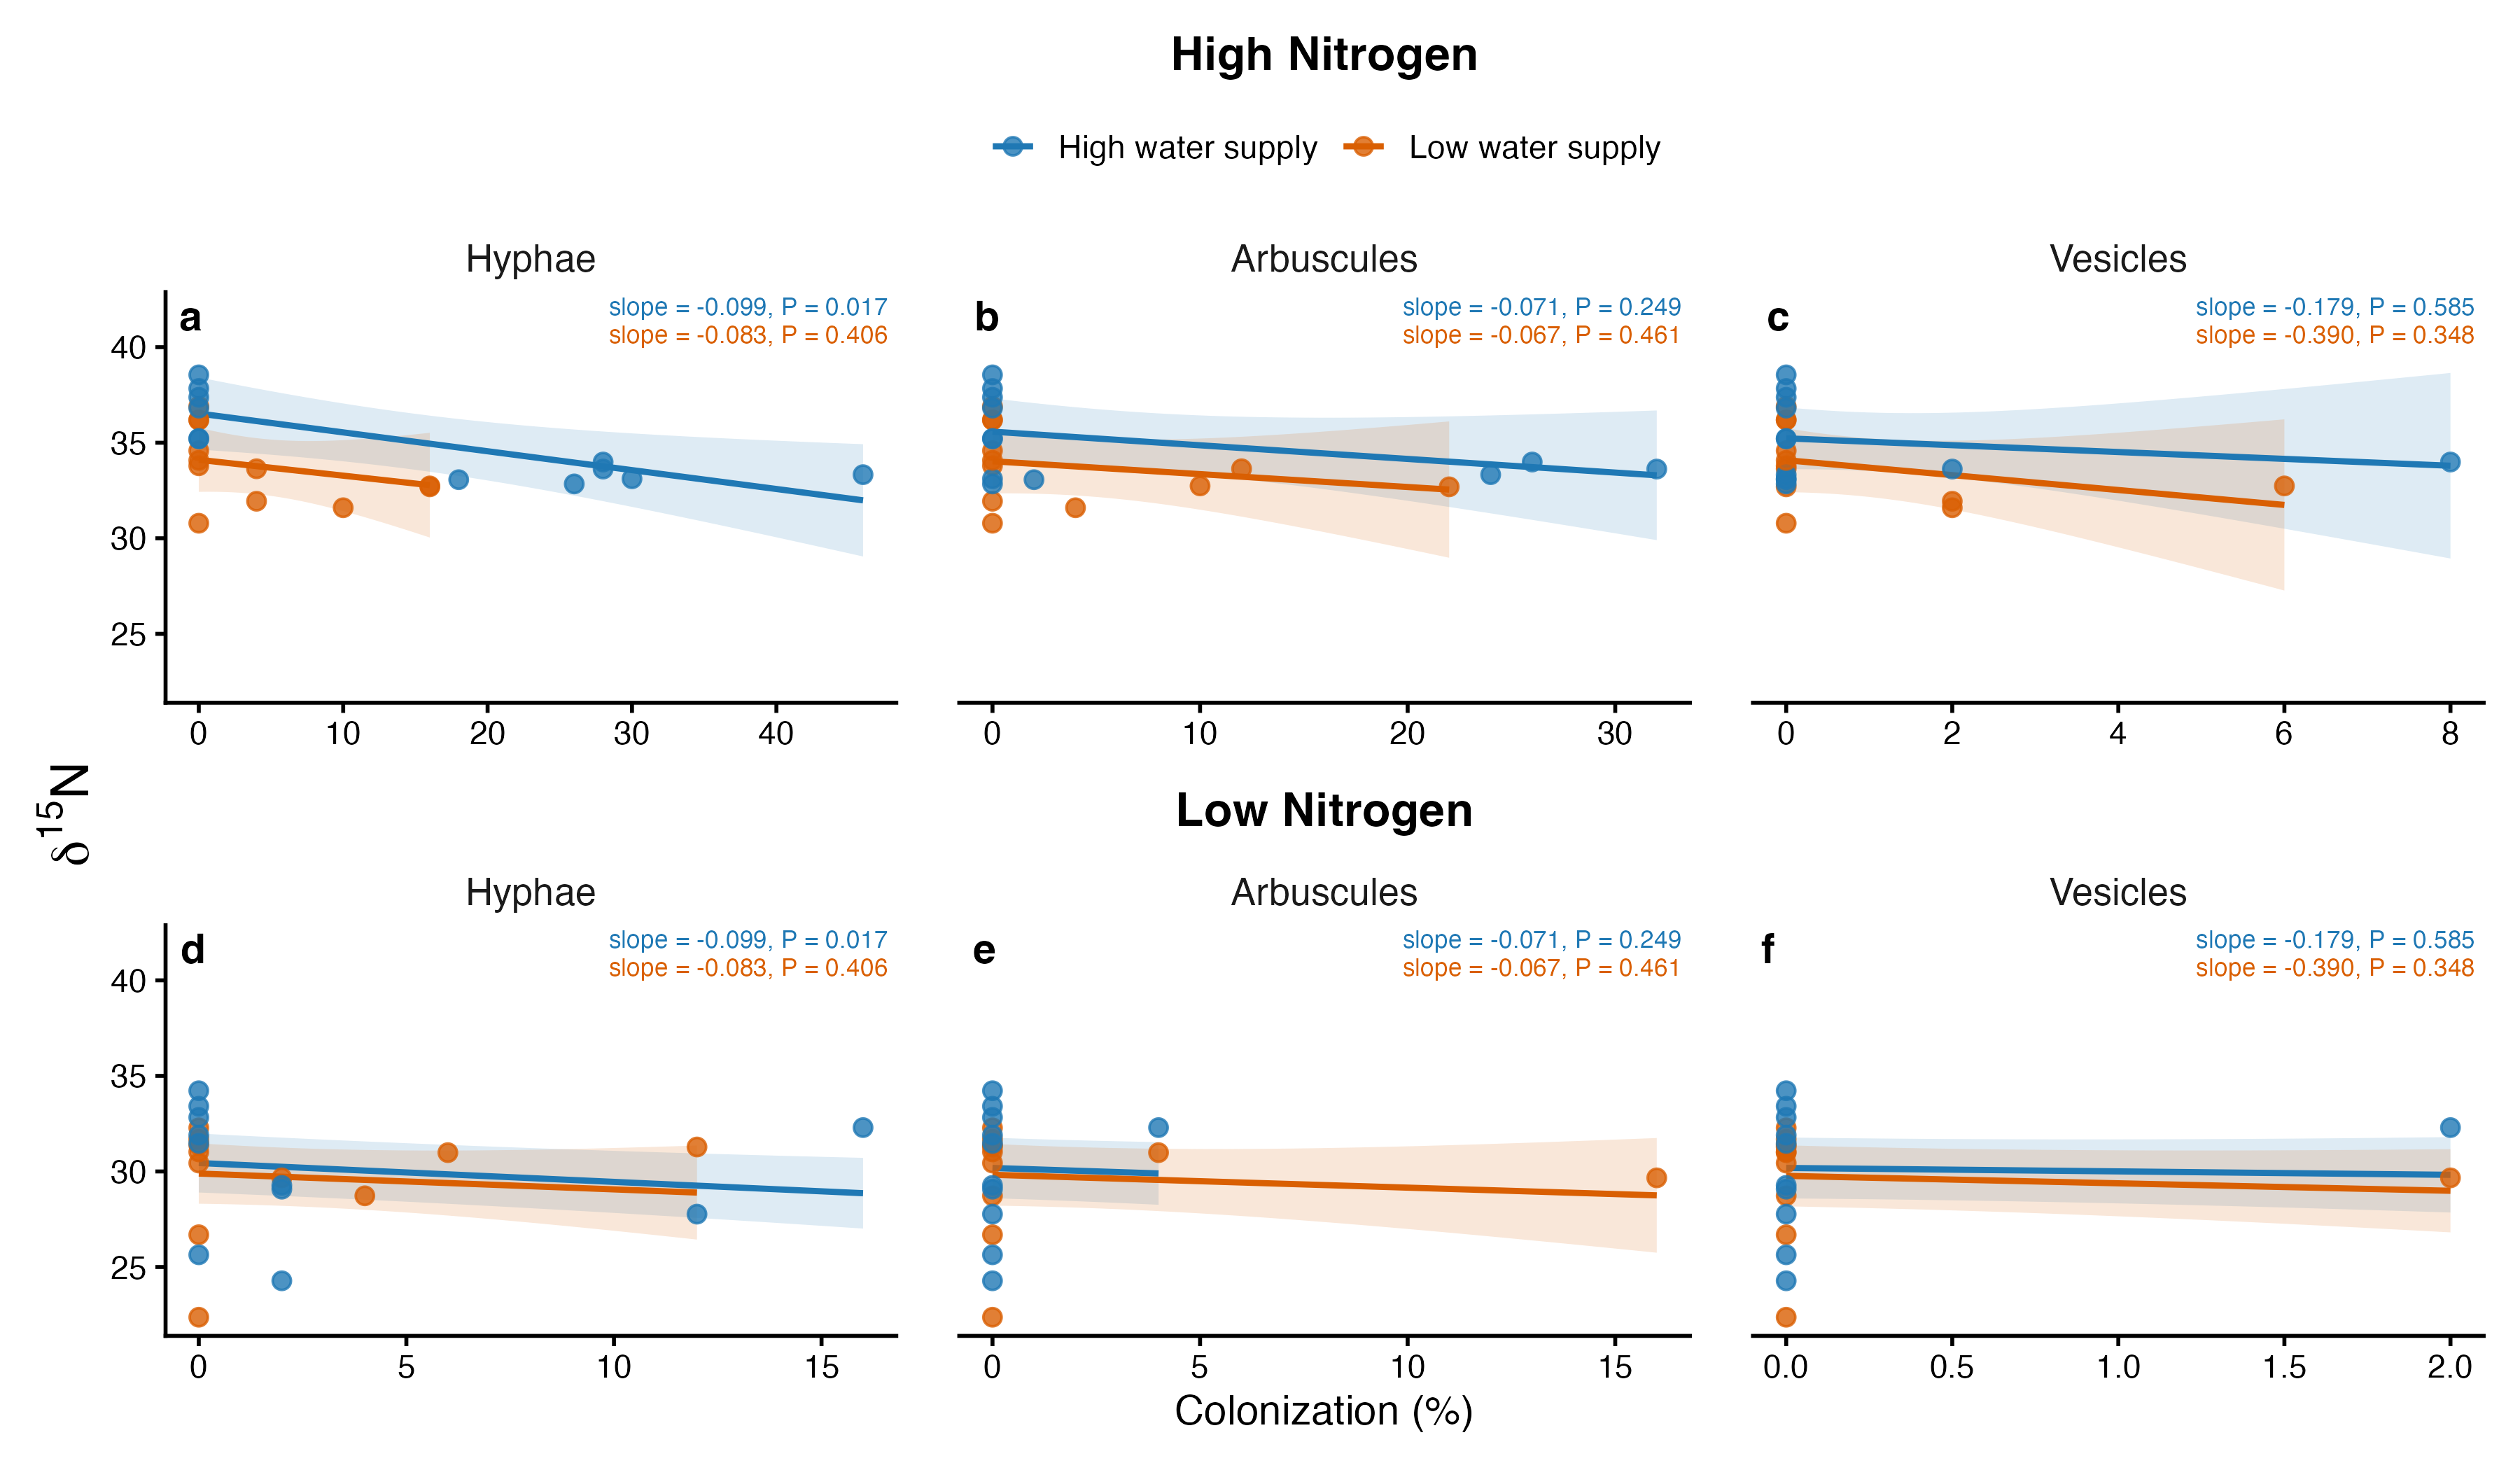 High Nitrogen
High water supply Low water supply
Hyphae Arbuscules Vesicles
a b c
slope = -0.099, P = 0.017 slope = -0.071, P = 0.249 slope = -0.179, P = 0.585
slope = -0.083, P = 0.406 slope = -0.067, P = 0.461 slope = -0.390, P = 0.348
40
35
30
25
0 10 20 30 40 0 10 20 30 0 2 4 6 8
δ¹⁵N
Low Nitrogen
Hyphae Arbuscules Vesicles
d e f
slope = -0.099, P = 0.017 slope = -0.071, P = 0.249 slope = -0.179, P = 0.585
slope = -0.083, P = 0.406 slope = -0.067, P = 0.461 slope = -0.390, P = 0.348
40
35
30
25
0 5 10 15 0 5 10 15 0.0 0.5 1.0 1.5 2.0
Colonization (%)